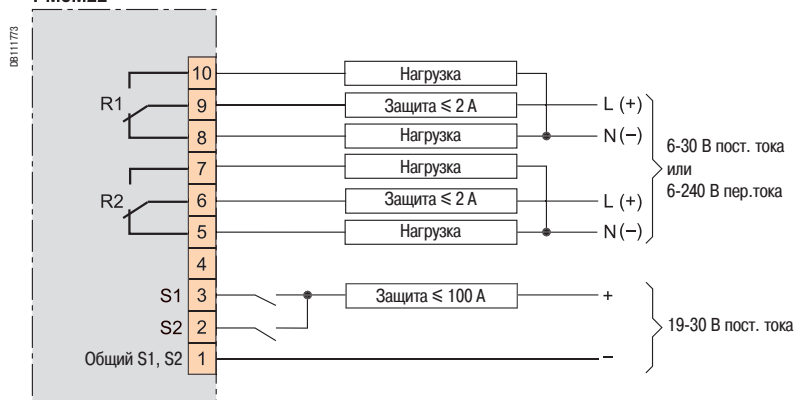 DB111773
10
Нагрузка
R1
9
Защита ⩽ 2 А
L (+)
8
Нагрузка
N(−)
7
Нагрузка
6-30 В пост. тока
или
6-240 В пер.тока
R2
6
Защита ⩽ 2 А
L (+)
5
Нагрузка
N(−)
4
S1
3
Защита ⩽ 100 А
+
S2
2
19-30 В пост. тока
Общий S1, S2
1
−